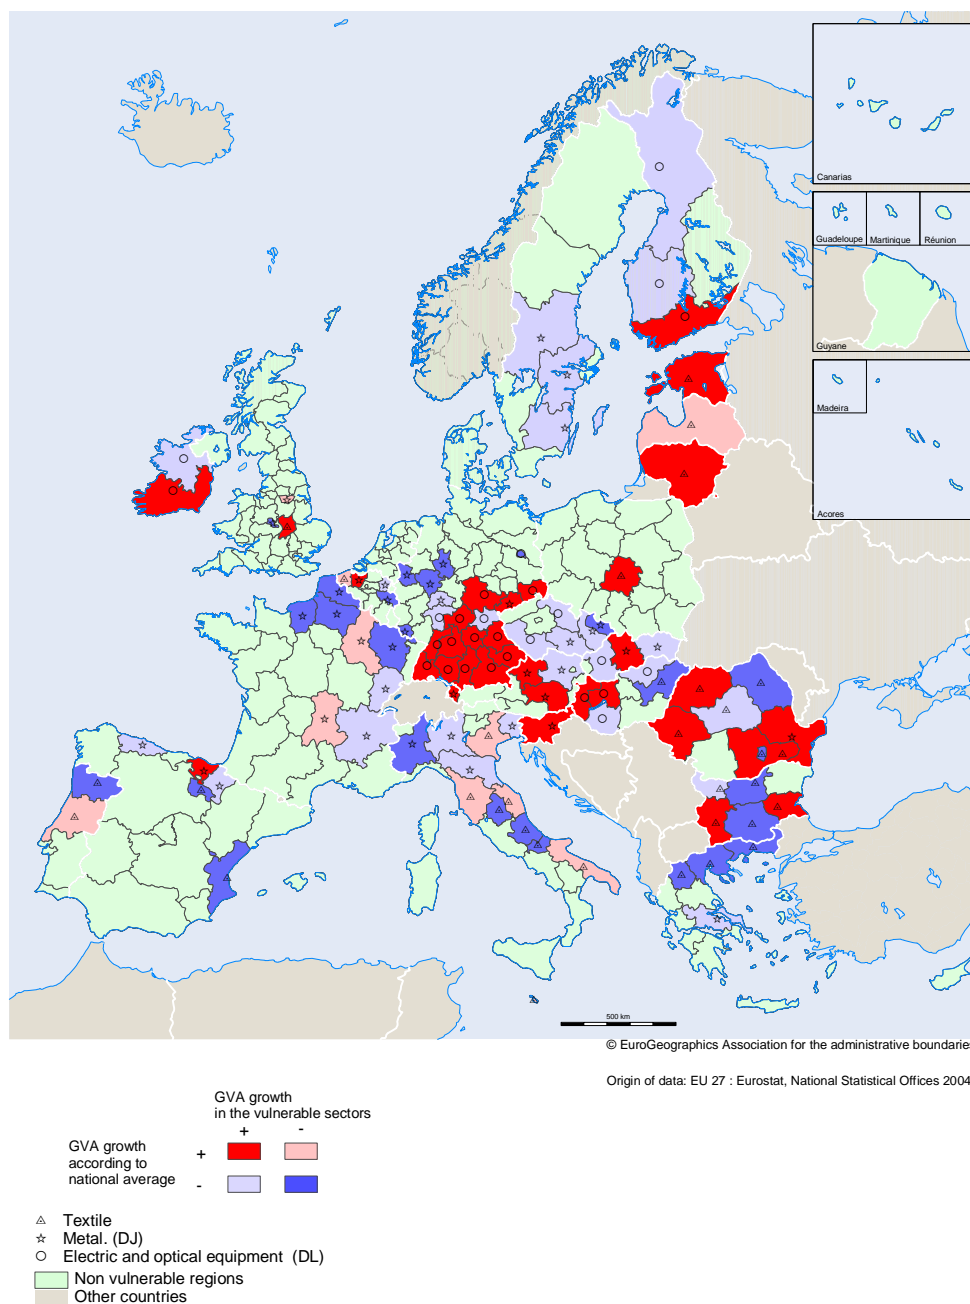 Canarias
Guadeloupe
Martinique
Réunion
Guyane
Madeira
Acores
500 km
© EuroGeographics Association for the administrative boundaries
Origin of data: EU 27 : Eurostat, National Statistical Offices 2004
GVA growth
in the vulnerable sectors
+ -
GVA growth
according to
national average
+
-
Textile
Metal. (DJ)
Electric and optical equipment (DL)
Non vulnerable regions
Other countries